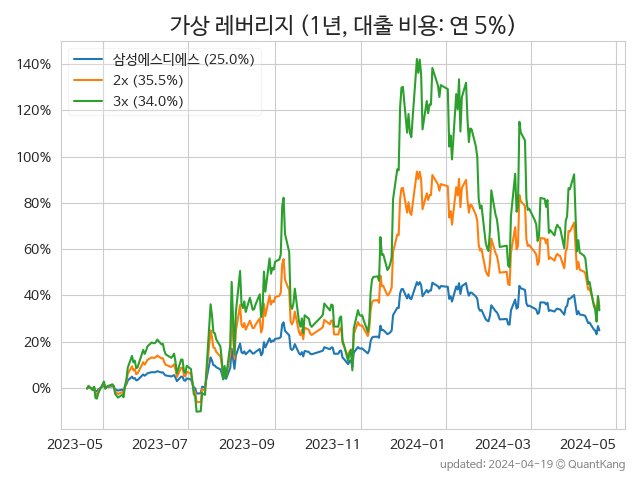 가상 레버리지 (1년, 대출 비용: 연 5%)
삼성에스디에스 (25.0%)
2x (35.5%)
3x (34.0%)
140%
120%
100%
80%
60%
40%
20%
0%
2023-05 2023-07 2023-09 2023-11 2024-01 2024-03 2024-05
updated: 2024-04-19 © QuantKang